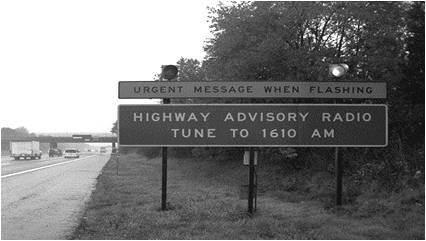 URGENT MESSAGE WHEN FLASHING
HIGHWAY ADVISORY RADIO
TUNE TO 1610 AM